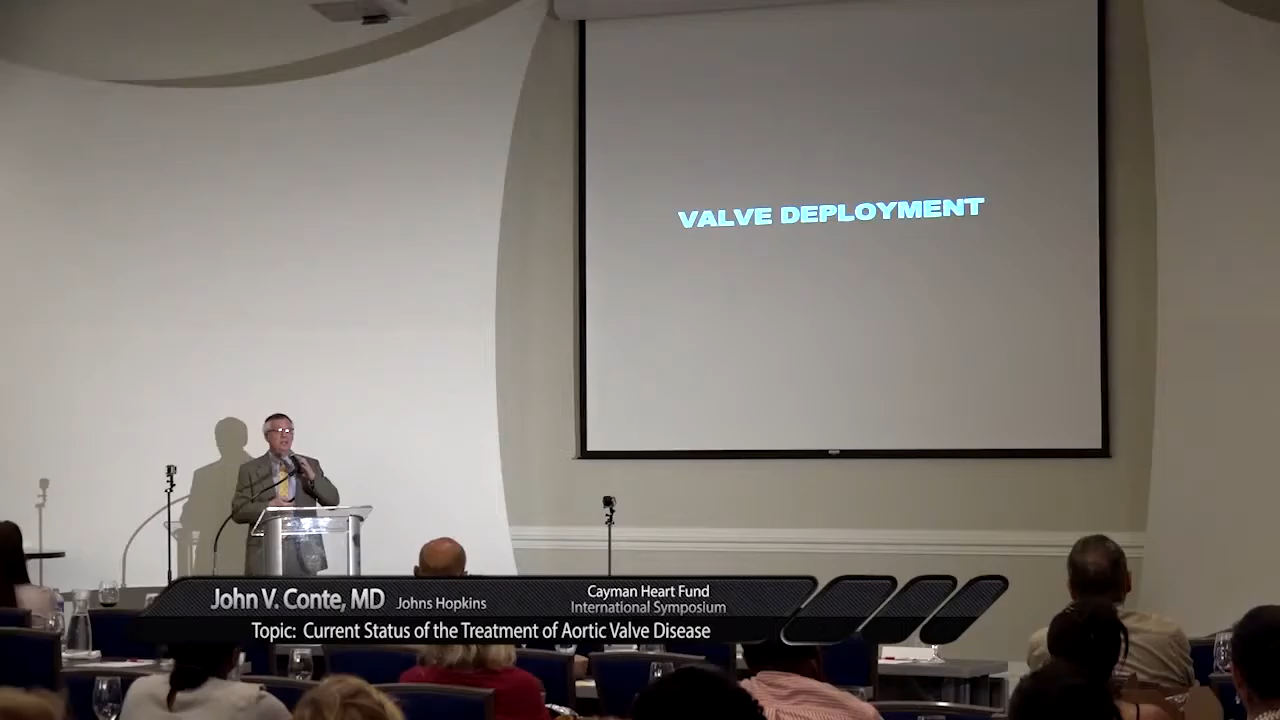 VALVE DEPLOYMENT
John V. Conte, MD Johns Hopkins
Cayman Heart Fund
International Symposium
Topic: Current Status of the Treatment of Aortic Valve Disease